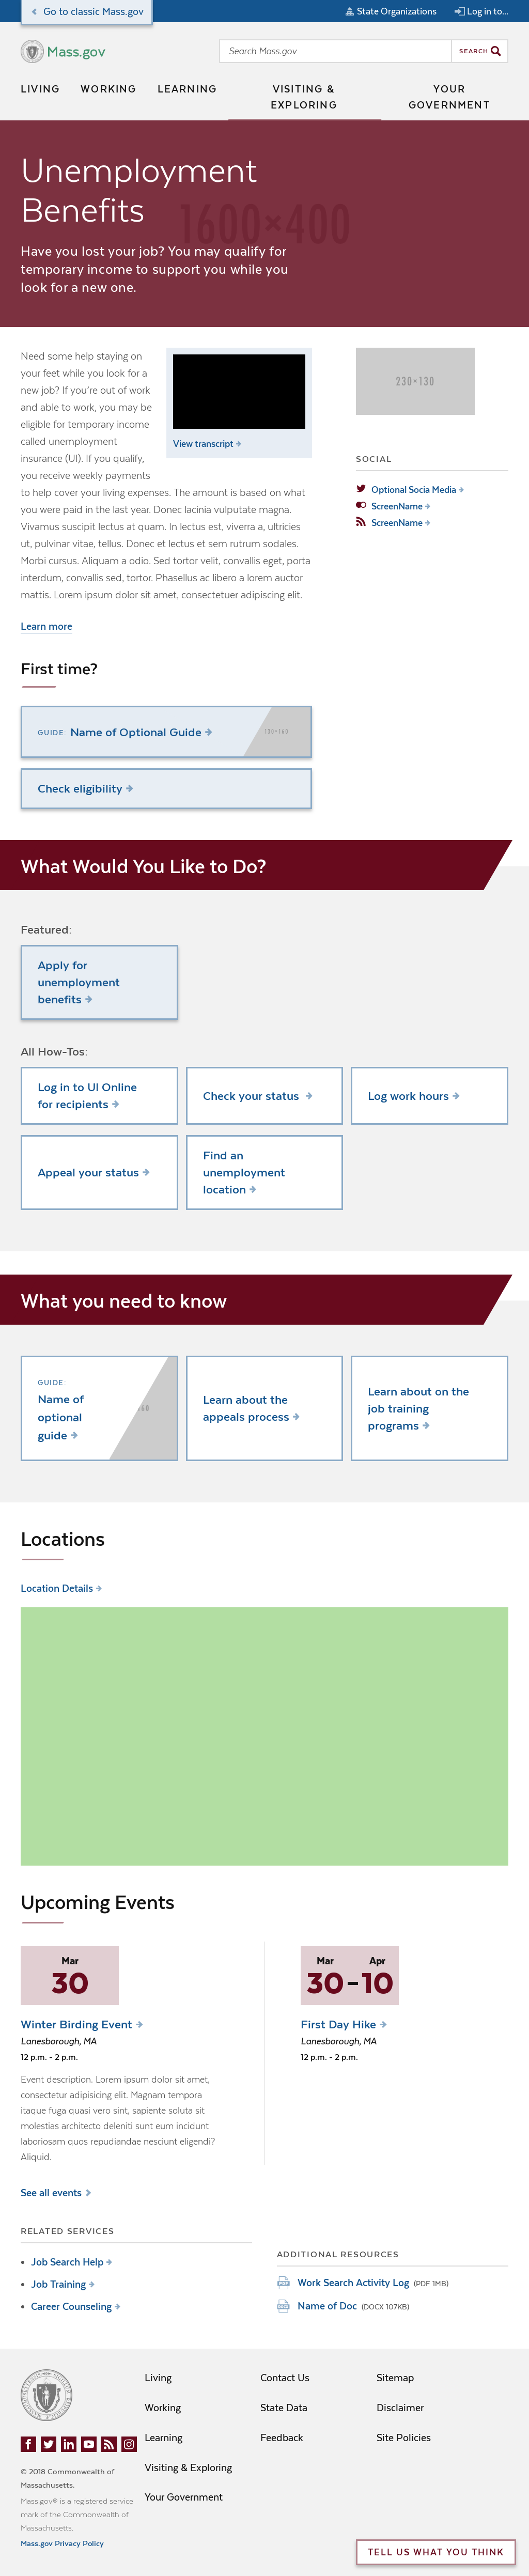 Go to classic Mass.gov
State Organizations
Log in to...
Mass.gov
Search Mass.gov
SEARCH
LIVING
WORKING
LEARNING
VISITING &
EXPLORING
YOUR
GOVERNMENT
Unemployment
Benefits
1600×400
Have you lost your job? You may qualify for
temporary income to support you while you
look for a new one.
Need some help staying on
your feet while you look for a
new job? If you're out of work
and able to work, you may be
eligible for temporary income
called unemployment
insurance (UI). If you qualify,
you receive weekly payments
to help cover your living expenses. The amount is based on what
you were paid in the last year. Donec lacinia vulputate magna.
Vivamus suscipit lectus at quam. In lectus est, viverra a, ultricies
ut, pulvinar vitae, tellus. Donec et lectus et sem rutrum sodales.
Morbi cursus. Aliquam a odio. Sed tortor velit, convallis eget, porta
interdum, convallis sed, tortor. Phasellus ac libero a lorem auctor
mattis. Lorem ipsum dolor sit amet, consectetuer adipiscing elit.
View transcript
230×130
SOCIAL
Optional Socia Media
ScreenName
ScreenName
Learn more
First time?
GUIDE: Name of Optional Guide
130×160
Check eligibility
What Would You Like to Do?
Featured:
Apply for
unemployment
benefits
All How-Tos:
Log in to UI Online
for recipients
Check your status
Log work hours
Appeal your status
Find an
unemployment
location
What you need to know
GUIDE:
Name of
optional
guide
Learn about the
appeals process
Learn about on the
job training
programs
Locations
Location Details
Upcoming Events
Mar
30
Winter Birding Event
Lanesborough, MA
12 p.m. - 2 p.m.
Event description. Lorem ipsum dolor sit amet,
consectetur adipisicing elit. Magnam tempora
itaque fuga quasi vero sint, sapiente soluta sit
molestias architecto deleniti sunt eum incidunt
laboriosam quos repudiandae nesciunt eligendi?
Aliquid.
Mar Apr
30-10
First Day Hike
Lanesborough, MA
12 p.m. - 2 p.m.
See all events
RELATED SERVICES
Job Search Help
Job Training
Career Counseling
ADDITIONAL RESOURCES
Work Search Activity Log (PDF 1MB)
Name of Doc (DOCX 107KB)
Living
Working
Learning
Visiting & Exploring
Your Government
Contact Us
State Data
Feedback
Sitemap
Disclaimer
Site Policies
© 2018 Commonwealth of
Massachusetts.
Mass.gov® is a registered service
mark of the Commonwealth of
Massachusetts.
Mass.gov Privacy Policy
TELL US WHAT YOU THINK